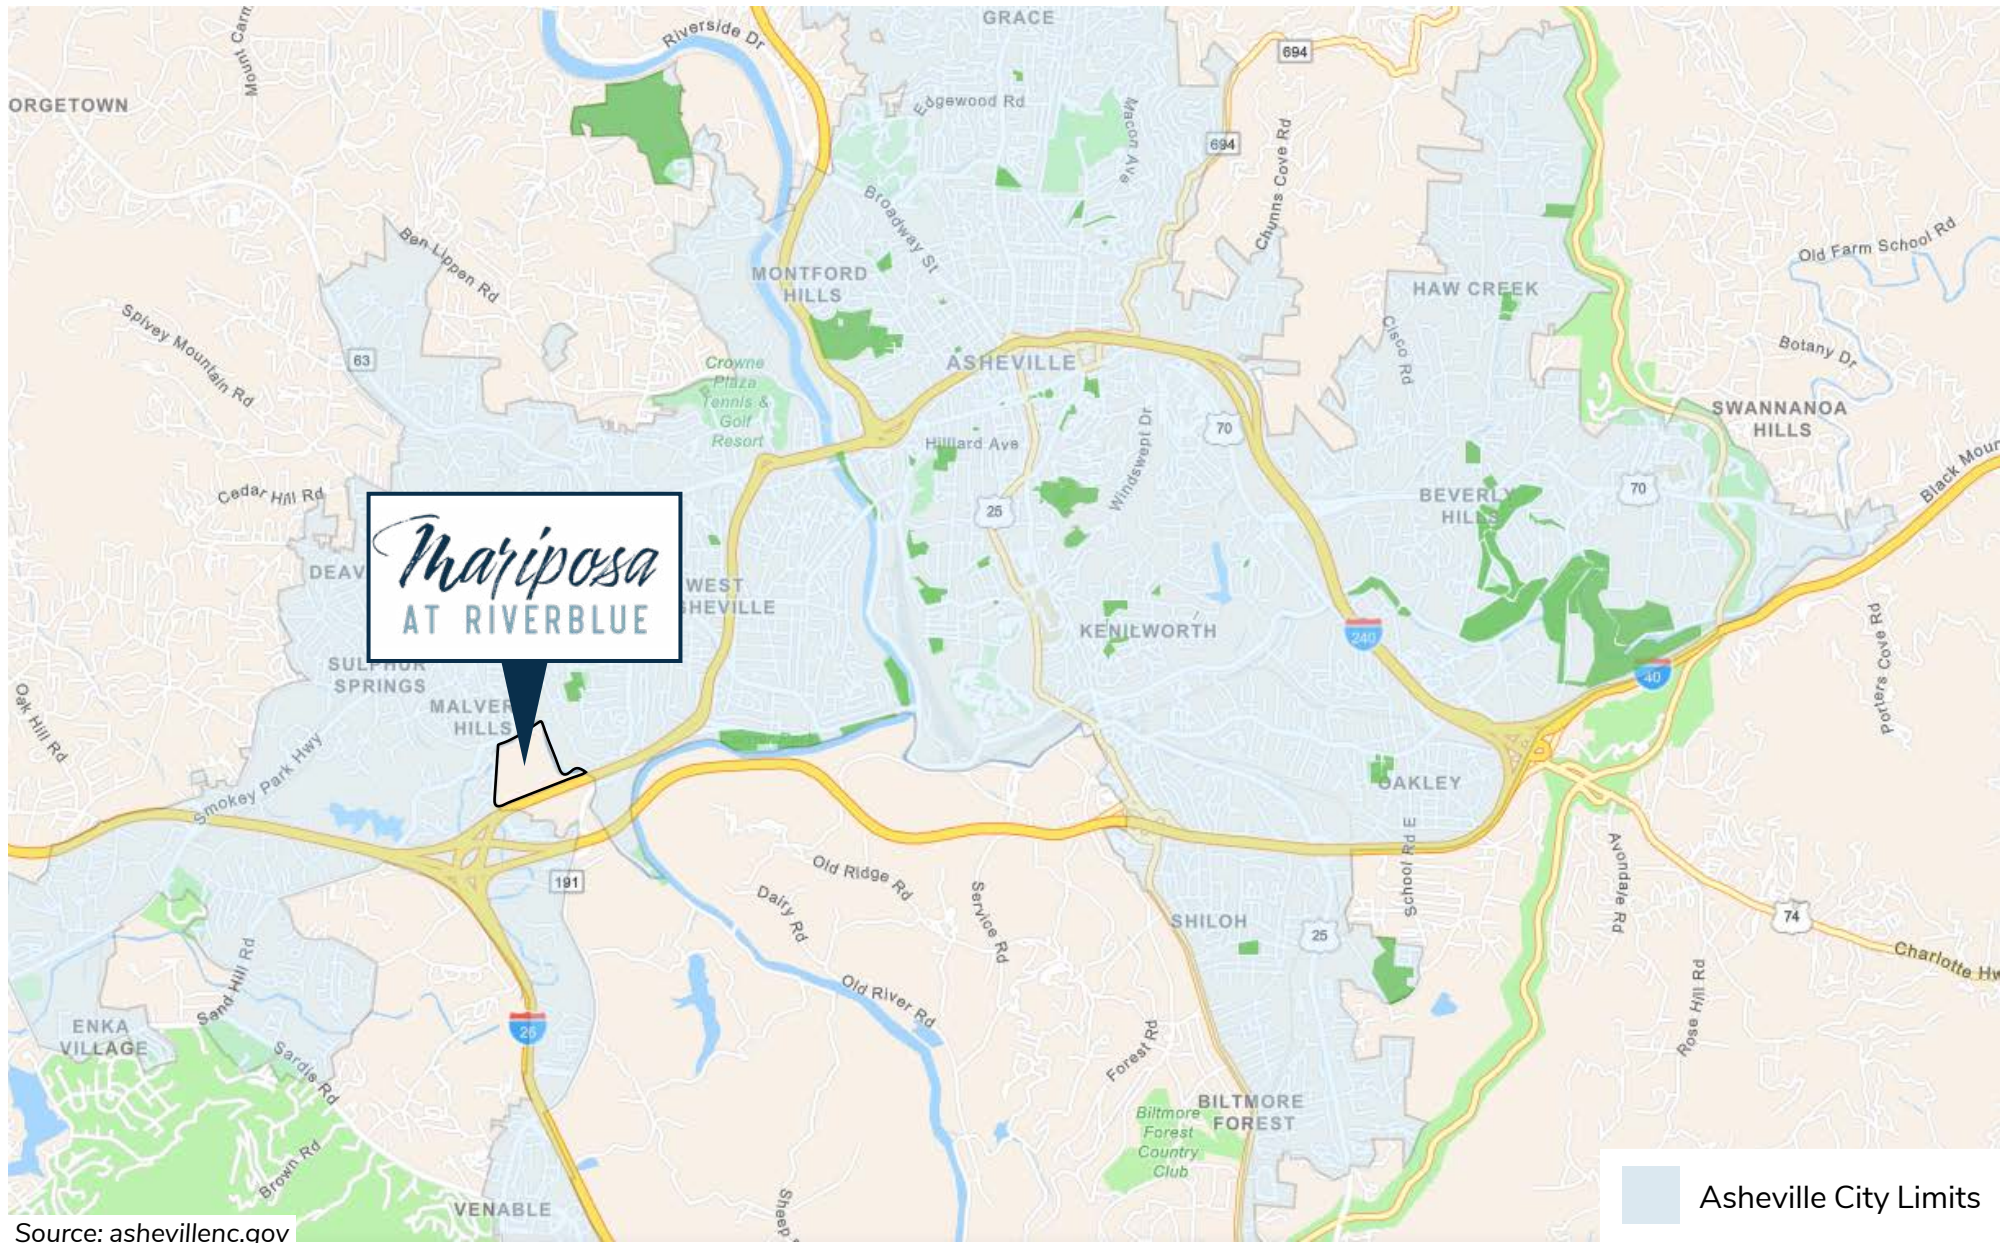 GRACE
Riverside Dr
694
Mount Carm
ORGETOWN
Edgewood Rd
Macon Ave
694
Chunns Cove Rd
Broadway St
Old Farm School Rd
Ben Lippen Rd
MONTFORD
HILLS
HAW CREEK
Spivey Mountain Rd
63
Cisco Rd
Botany Dr
Crowne
Plaza
Tennis &
Golf
Resort
ASHEVILLE
SWANNANOA
HILLS
Hilliard Ave
Windswept Dr
70
Black Moun
Cedar Hill Rd
25
BEVERLY
HILLS
70
Mariposa
AT RIVERBLUE
DEAV
WEST
SHEVILLE
KENILWORTH
240
Porters Cove Rd
SULPHUR
SPRINGS
40
Oak Hill Rd
MALVER
HILLS
Smokey Park Hwy
OAKLEY
School Rd E
Avondale Rd
191
Old Ridge Rd
Dairy Rd
Service Rd
SHILOH
25
74
Charlotte Hw
Sand Hill Rd
Old River Rd
Rose Hill Rd
ENKA
VILLAGE
26
Sardis Rd
Forest Rd
Biltmore
Forest
Country
Club
BILTMORE
FOREST
Brown Rd
VENABLE
Sheep
Asheville City Limits
Source: ashevillenc.gov